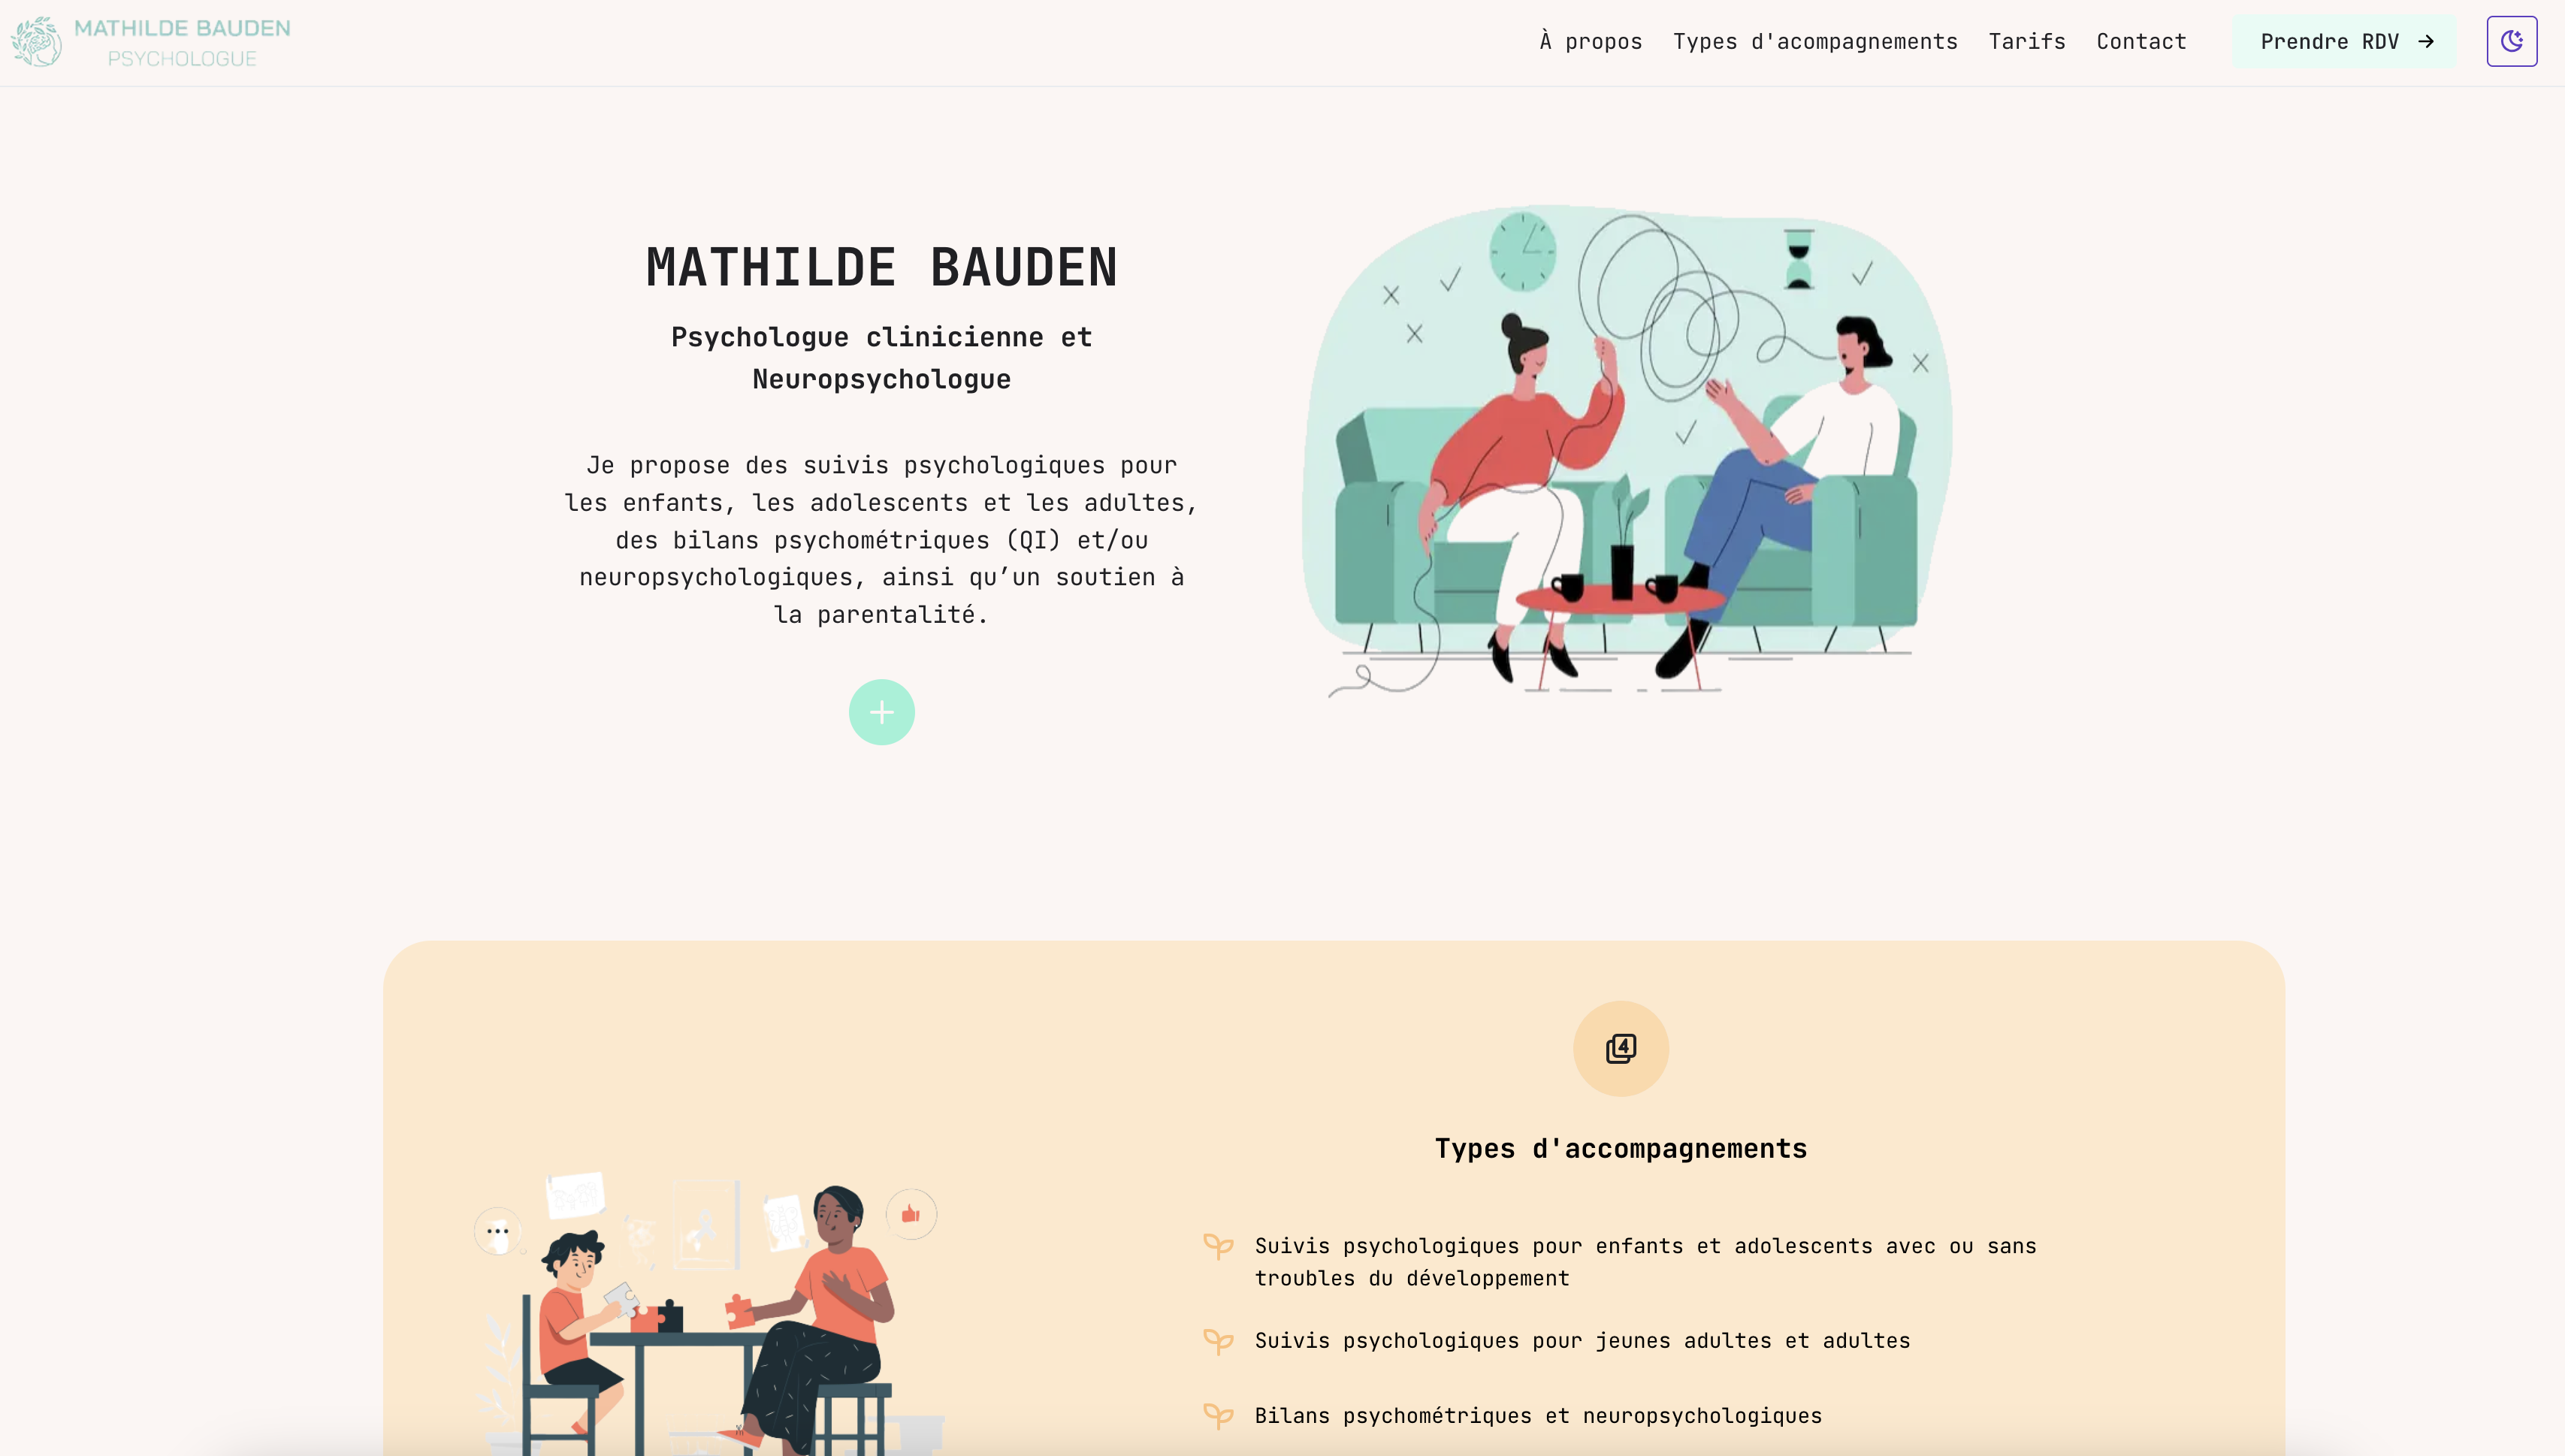 MATHILDE BAUDEN
PSYCHOLOGUE
À propos
Types d'acompagnements
Tarifs
Contact
Prendre RDV →
MATHILDE BAUDEN
Psychologue clinicienne et
Neuropsychologue
Je propose des suivis psychologiques pour
les enfants, les adolescents et les adultes,
des bilans psychométriques (QI) et/ou
neuropsychologiques, ainsi qu’un soutien à
la parentalité.
4
Types d'accompagnements
Suivis psychologiques pour enfants et adolescents avec ou sans
troubles du développement
Suivis psychologiques pour jeunes adultes et adultes
Bilans psychométriques et neuropsychologiques